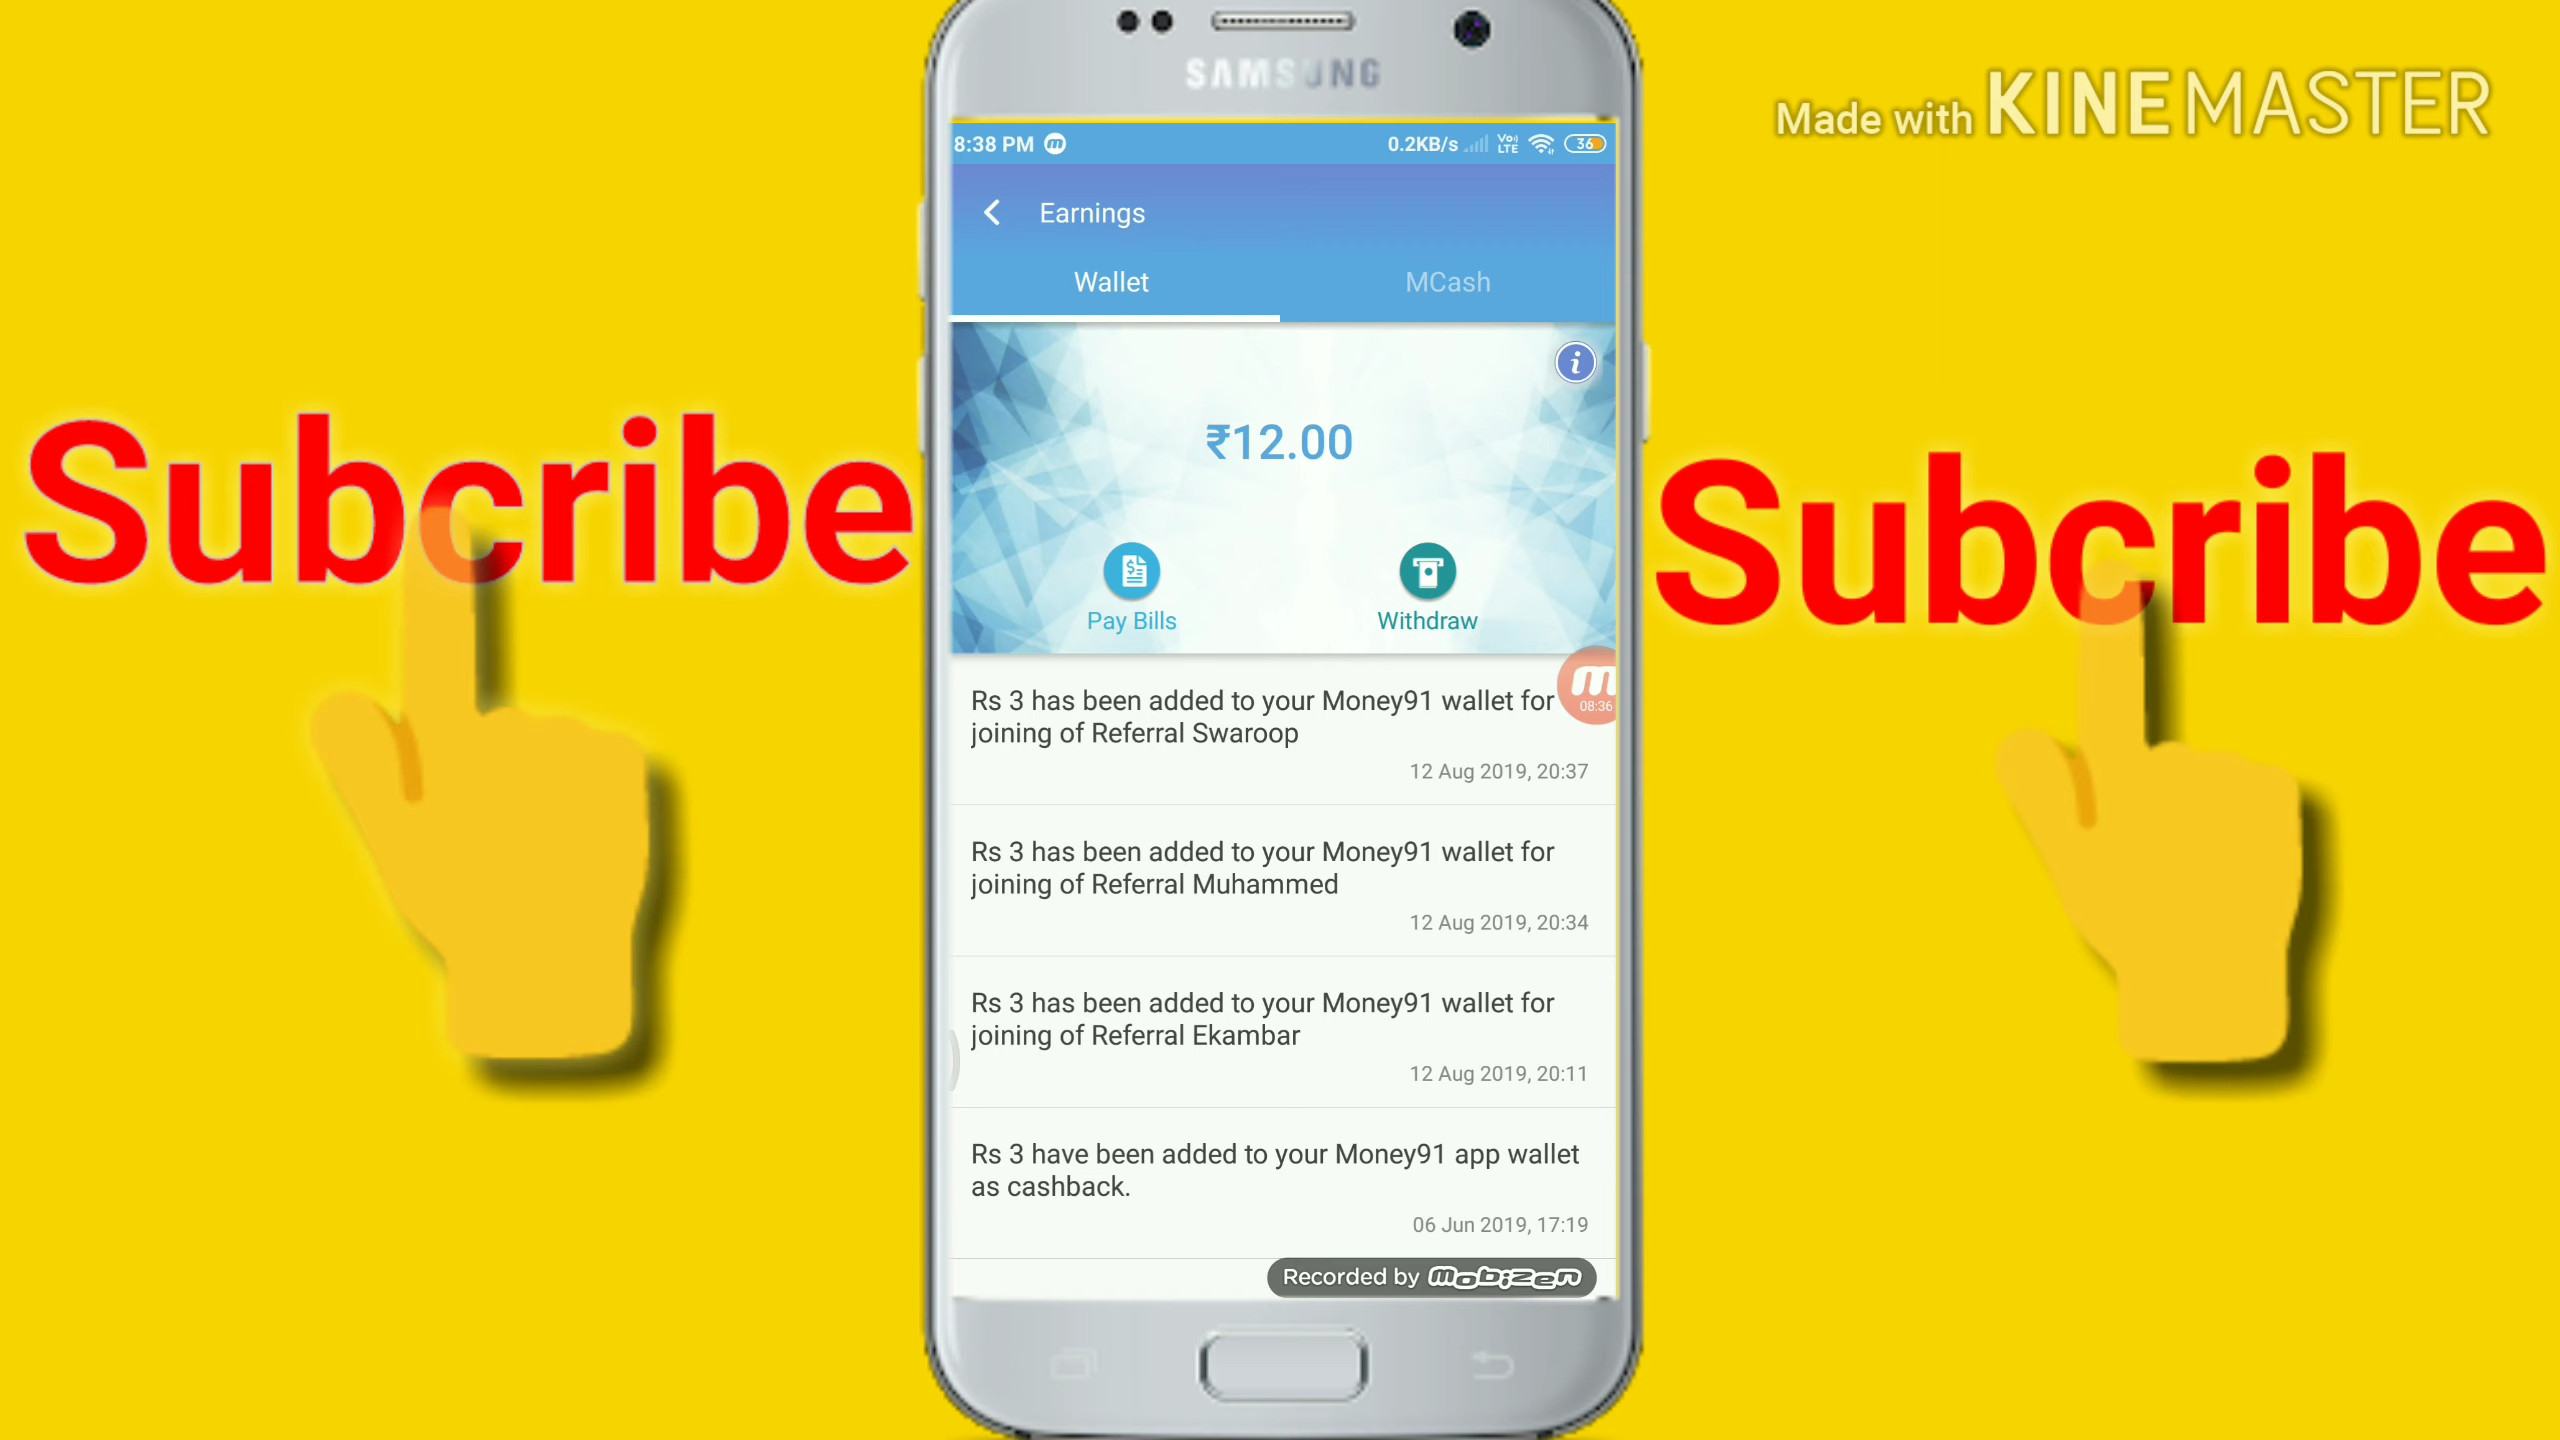 Made with KINEMASTER
SAMSUNG
8:38 PM
0.2KB/s Vo) LTE 36
Earnings
Wallet MCash
i
₹12.00
Pay Bills Withdraw
Rs 3 has been added to your Money91 wallet for
joining of Referral Swaroop
08:36
12 Aug 2019, 20:37
Rs 3 has been added to your Money91 wallet for
joining of Referral Muhammed
12 Aug 2019, 20:34
Rs 3 has been added to your Money91 wallet for
joining of Referral Ekambar
12 Aug 2019, 20:11
Rs 3 have been added to your Money91 app wallet
as cashback.
06 Jun 2019, 17:19
Recorded by mobizen
Subcribe
Subcribe